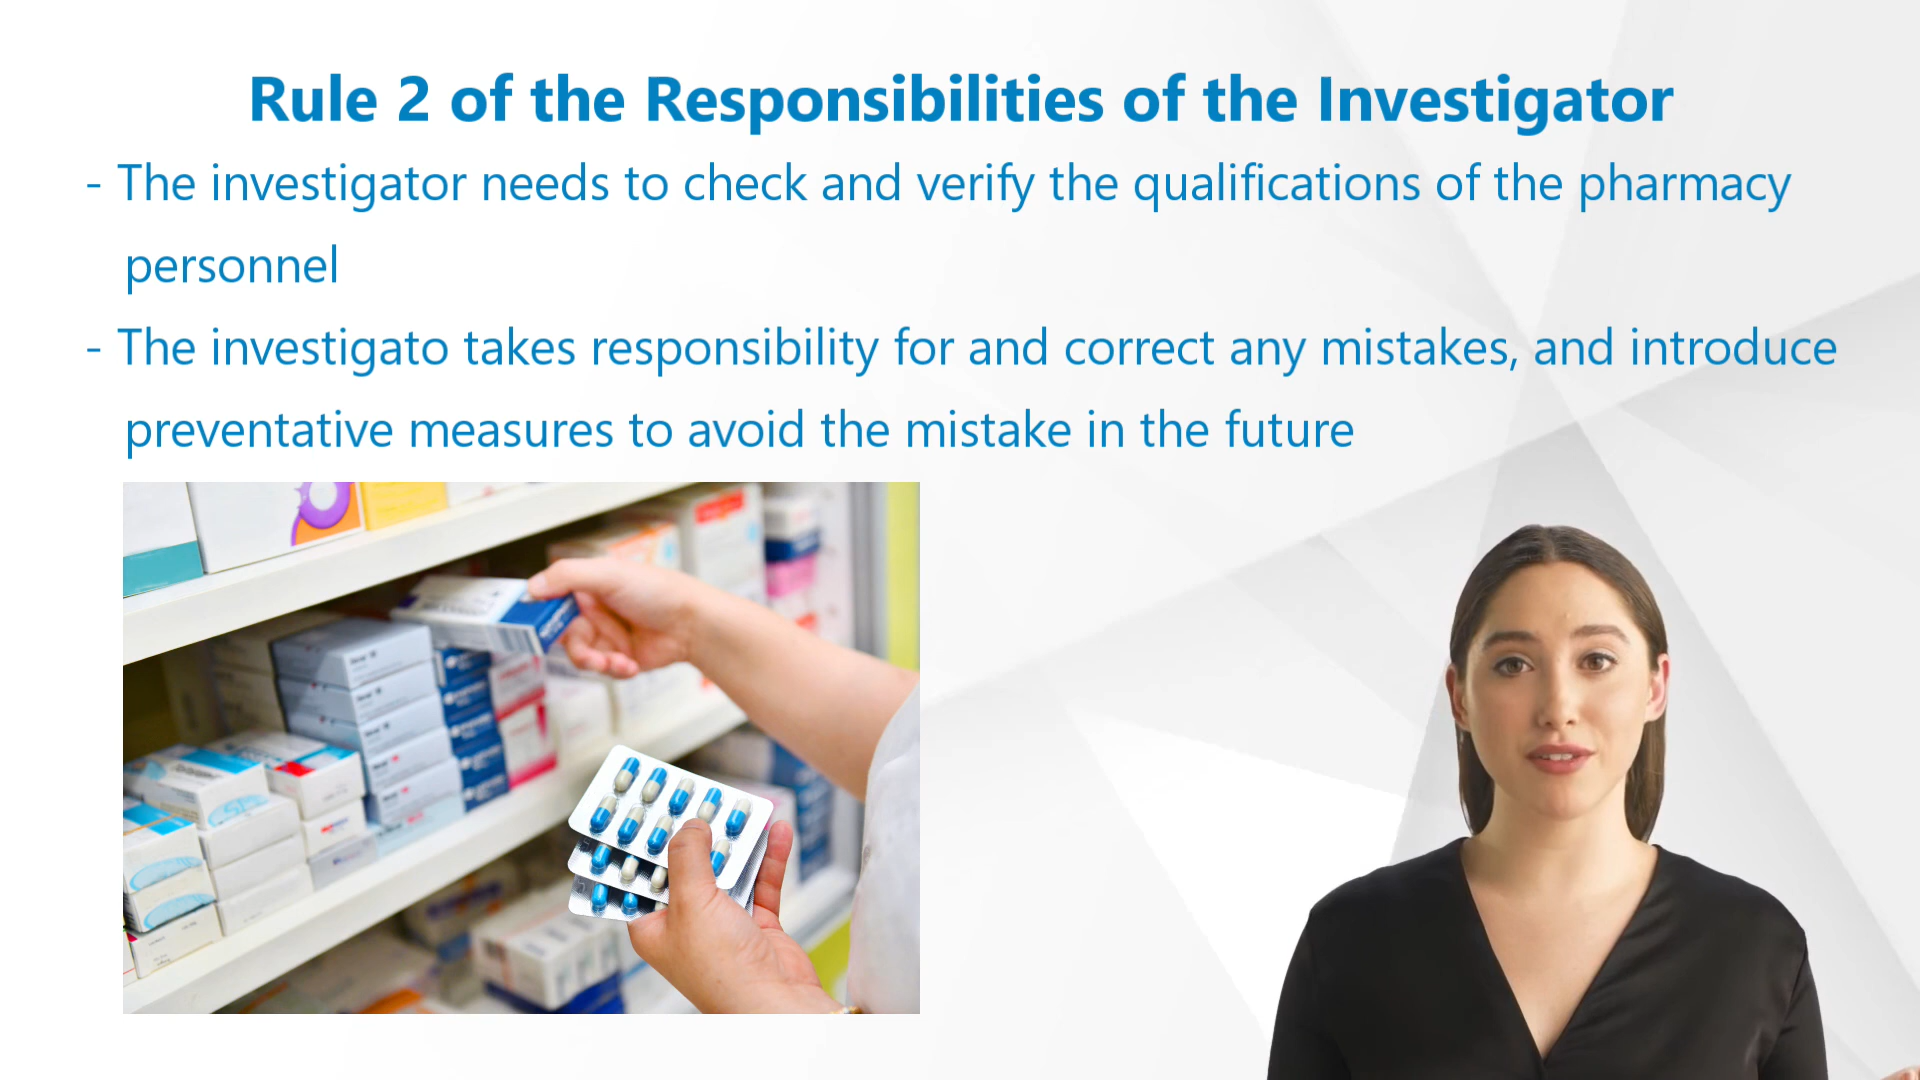 Rule 2 of the Responsibilities of the Investigator
- The investigator needs to check and verify the qualifications of the pharmacy
personnel
- The investigato takes responsibility for and correct any mistakes, and introduce
preventative measures to avoid the mistake in the future